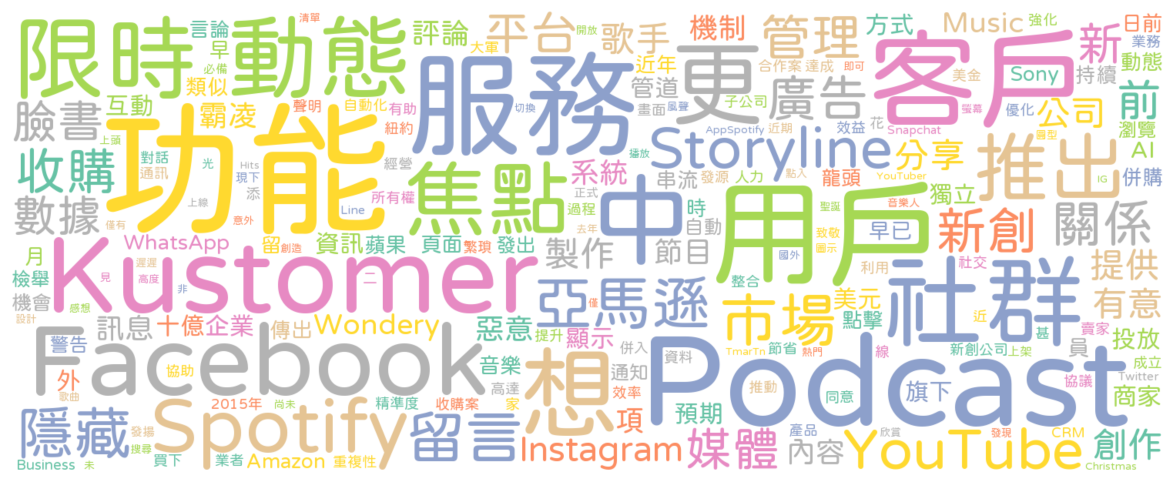 限時動態
言論
早
必備
清單
評論
大軍
平台
開放
歌手
機制
管理
方式
Music
強化
日前
業務
類似
互動
霸凌
聲明
自動化
有助
紐約
服務
切換
近年
管道
畫面
風聲
合作案
達成
即可
子公司
更
廣告
美金
客戶
螢幕
Sony
新
動態
持續
優化
公司
前
瀏覽
AI
臉書
上頭
收購
對話
通訊
光
Hits
現下
功能
經營
焦點
系統
AppSpotify
近期
播放
Storyline
效益
花
Snapchat
分享
YouTuber
推出
IG
圓型
併購
數據
僅有
上線
添
意外
Line
所有權
過程
正式
去年
中
串流
發源
人力
點入
時
自動
龍頭
聖誕
致敬
圖示
音樂人
獨立
早已
新創
關係
月
WhatsApp
遲遲
留
創造
資訊
蘋果
頁面
繁瑣
發出
製作
節目
國外
用戶
檢舉
機會
設計
見
高度
非
感想
Kustomer
二
亞馬遜
僅
整合
利用
社交
社群
提供
有意
訊息
十億
企業
傳出
Wondery
惡意
提升
顯示
市場
美元
點擊
近
甚
賣家
投放
警告
外
歌曲
協助
Facebook
音樂
高達
想
併入
通知
資料
效率
TmarTn
節省
熱門
線
新創公司
上架
員
協議
成立
Twitter
商家
Podcast
推動
同意
旗下
隱藏
發揚
搜尋
2015年
尚未
Spotify
精準度
收購案
家
留言
項
預期
產品
欣賞
發現
CRM
創作
Business
未
買下
業者
Amazon
重複性
Instagram
媒體
內容
YouTube
Christmas